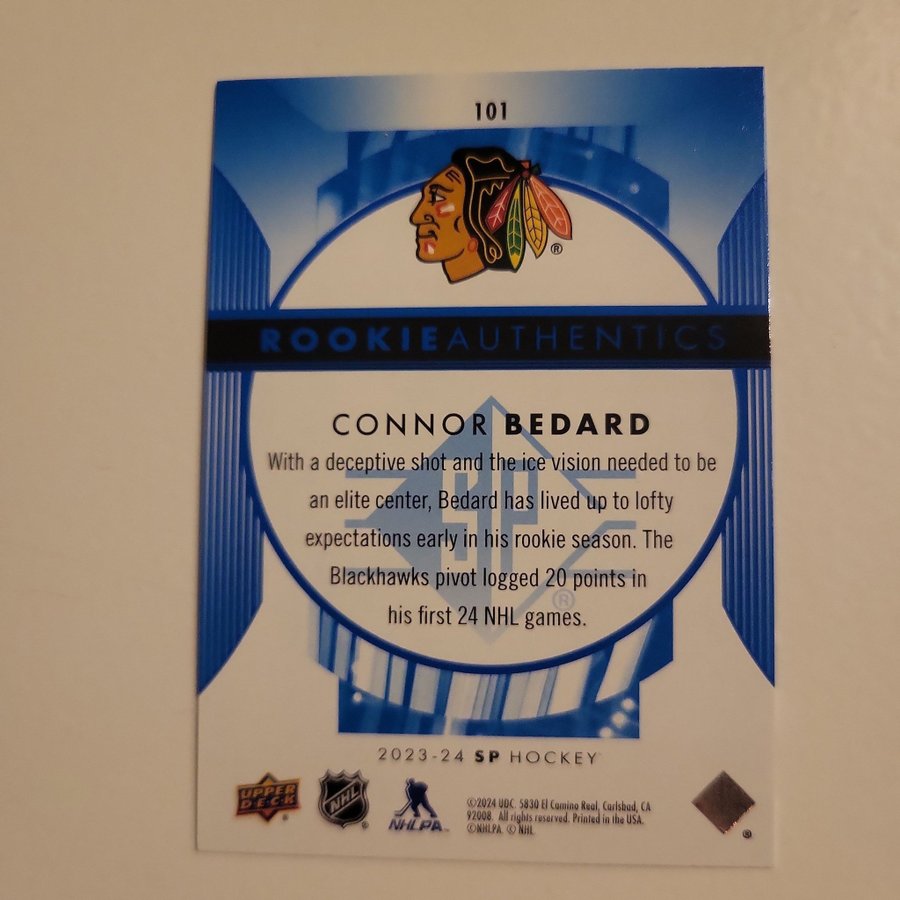 101
®
ROOKIEAUTHENTICS
CONNOR BEDARD
With a deceptive shot and the ice vision needed to be
an elite center, Bedard has lived up to lofty
expectations early in his rookie season. The
Blackhawks pivot logged 20 points in
his first 24 NHL games.
SP
®
2023-24 SP HOCKEY
UPPER DECK ®
NHL ®
NHLPA
©2024 UDC. 5830 El Camino Real, Carlsbad, CA
92008. All rights reserved. Printed in the USA.
©NHLPA. © NHL
®